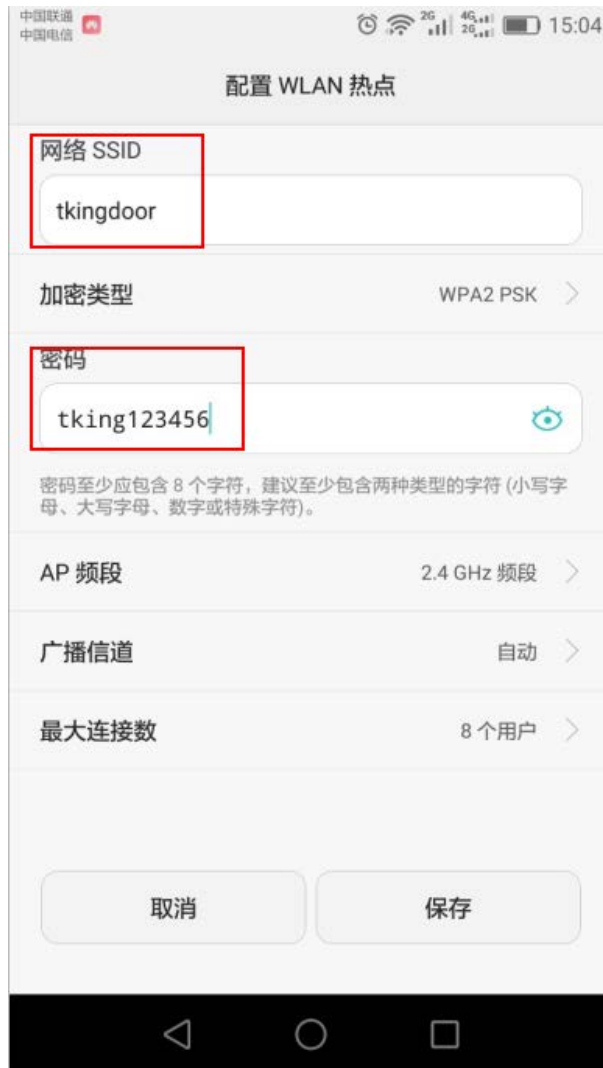 中国联通
中国电信
2G 4G 2G 15:04
配置 WLAN 热点
网络 SSID
tkingdoor
加密类型 WPA2 PSK
密码
tking123456
密码至少应包含 8 个字符，建议至少包含两种类型的字符 (小写字
母、大写字母、数字或特殊字符)。
AP 频段 2.4 GHz 频段
广播信道 自动
最大连接数 8 个用户
取消 保存